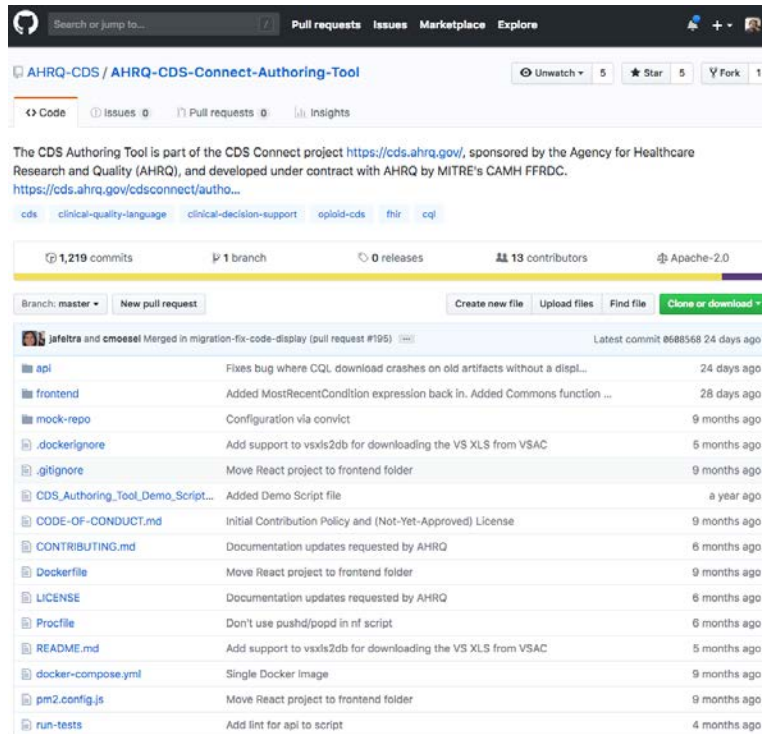 Search or jump to... / Pull requests Issues Marketplace Explore
AHRQ-CDS / AHRQ-CDS-Connect-Authoring-Tool Unwatch 5 Star 5 Fork 1
Code Issues 0 Pull requests 0 Insights
The CDS Authoring Tool is part of the CDS Connect project https://cds.ahrq.gov/, sponsored by the Agency for Healthcare
Research and Quality (AHRQ), and developed under contract with AHRQ by MITRE's CAMH FFRDC.
https://cds.ahrq.gov/cdsconnect/autho...
cds clinical-quality-language clinical-decision-support opioid-cds fhir cql
1,219 commits 1 branch 0 releases 13 contributors Apache-2.0
Branch: master New pull request Create new file Upload files Find file Clone or download
jafeltra and cmoesel Merged in migration-fix-code-display (pull request #195) ... Latest commit 0608568 24 days ago
api Fixes bug where CQL download crashes on old artifacts without a displ... 24 days ago
frontend Added MostRecentCondition expression back in. Added Commons function ... 28 days ago
mock-repo Configuration via convict 9 months ago
.dockerignore Add support to vsxls2db for downloading the VS XLS from VSAC 5 months ago
.gitignore Move React project to frontend folder 9 months ago
CDS_Authoring_Tool_Demo_Script... Added Demo Script file a year ago
CODE-OF-CONDUCT.md Initial Contribution Policy and (Not-Yet-Approved) License 9 months ago
CONTRIBUTING.md Documentation updates requested by AHRQ 6 months ago
Dockerfile Move React project to frontend folder 9 months ago
LICENSE Documentation updates requested by AHRQ 6 months ago
Procfile Don't use pushd/popd in nf script 6 months ago
README.md Add support to vsxls2db for downloading the VS XLS from VSAC 5 months ago
docker-compose.yml Single Docker Image 9 months ago
pm2.config.js Move React project to frontend folder 9 months ago
run-tests Add lint for api to script 4 months ago